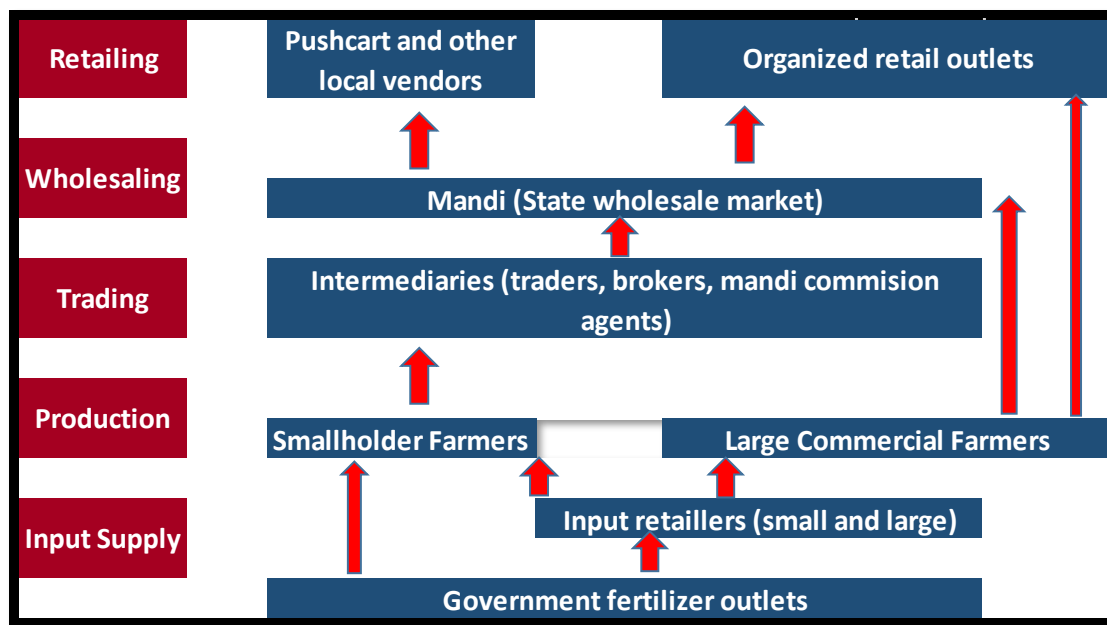 Retailing
Pushcart and other
local vendors
Organized retail outlets
Wholesaling
Mandi (State wholesale market)
Trading
Intermediaries (traders, brokers, mandi commision
agents)
Production
Smallholder Farmers
Large Commercial Farmers
Input Supply
Input retaillers (small and large)
Government fertilizer outlets